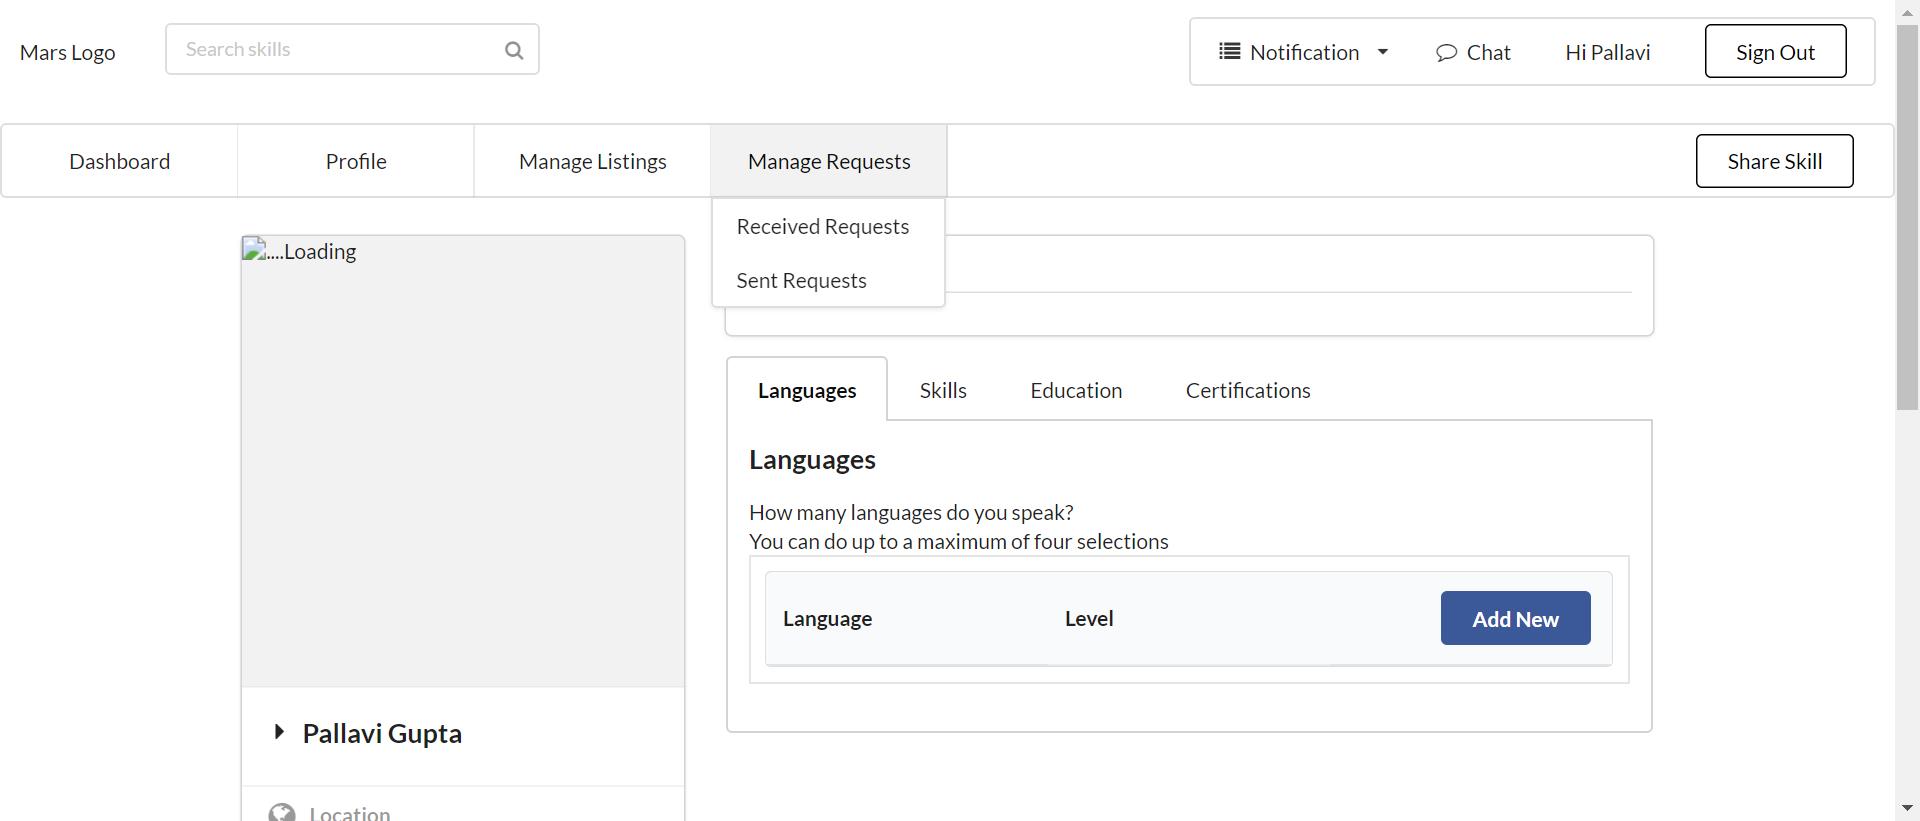 Mars Logo
Search skills
Notification
Chat
Hi Pallavi
Sign Out
Dashboard
Profile
Manage Listings
Manage Requests
Share Skill
Received Requests
Sent Requests
....Loading
Languages
Skills
Education
Certifications
Languages
How many languages do you speak?
You can do up to a maximum of four selections
Language
Level
Add New
Pallavi Gupta
Location